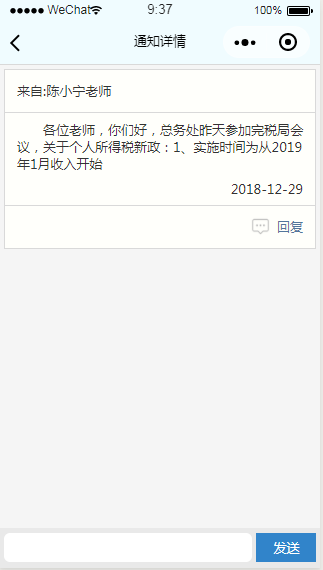 WeChat 9:37 100%
通知详情
来自:陈小宁老师
各位老师，你们好，总务处昨天参加完税局会
议，关于个人所得税新政：1、实施时间为从2019
年1月收入开始
2018-12-29
回复
发送